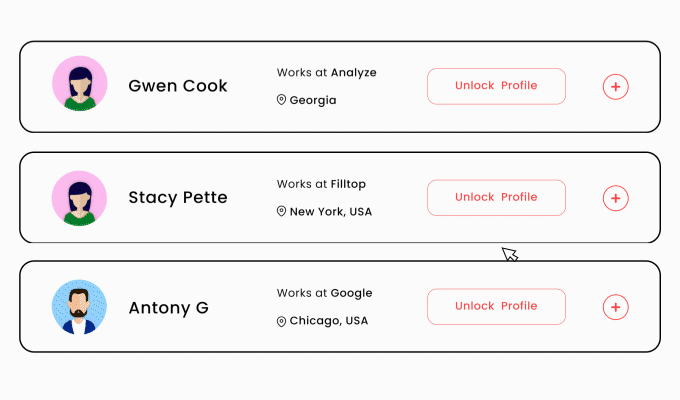 Gwen Cook
Works at Analyze
Georgia
Unlock Profile
Stacy Pette
Works at Filltop
New York, USA
Unlock Profile
Antony G
Works at Google
Chicago, USA
Unlock Profile